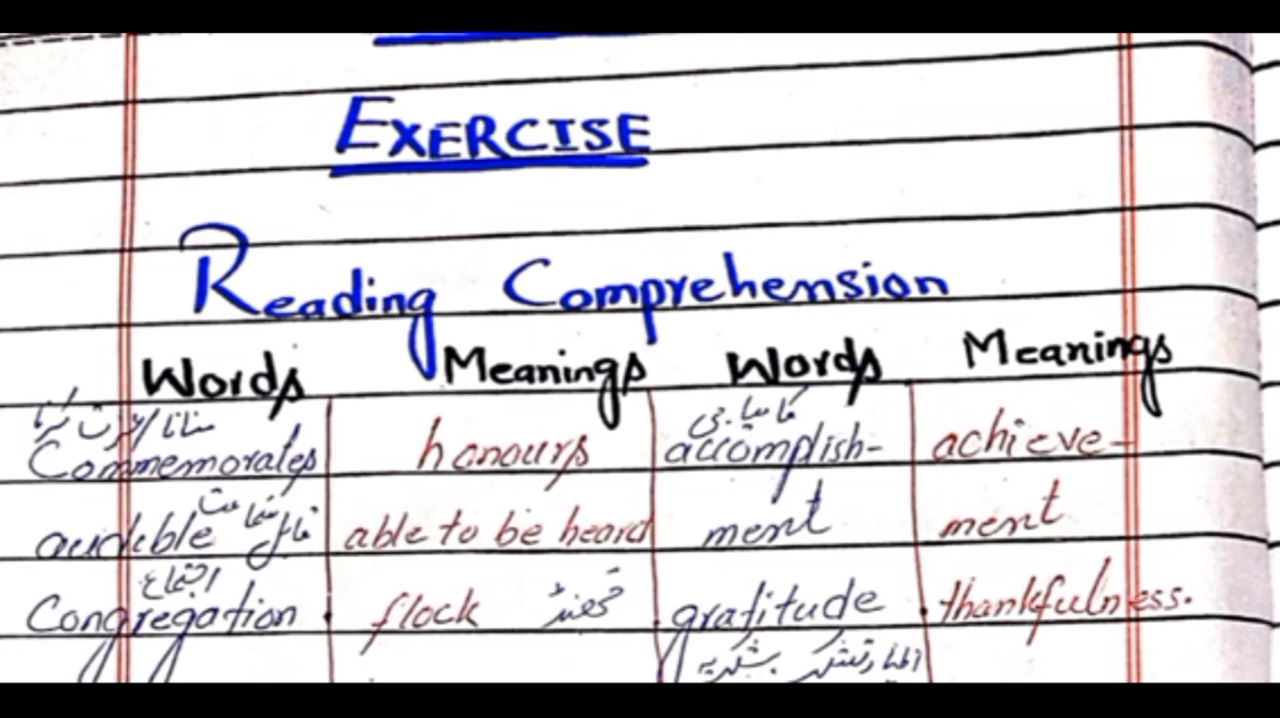 EXERCISE
Reading Comprehension
Words Meanings Words Meanings
منانا / عزت کرنا کامیابی
Commemorates honours accomplish- achieve-
قابل سماعت
audible able to be heard ment ment
اجتماع
Congregation flock جھنڈ gratitude thankfulness.
اظہار تشکر، شکریہ